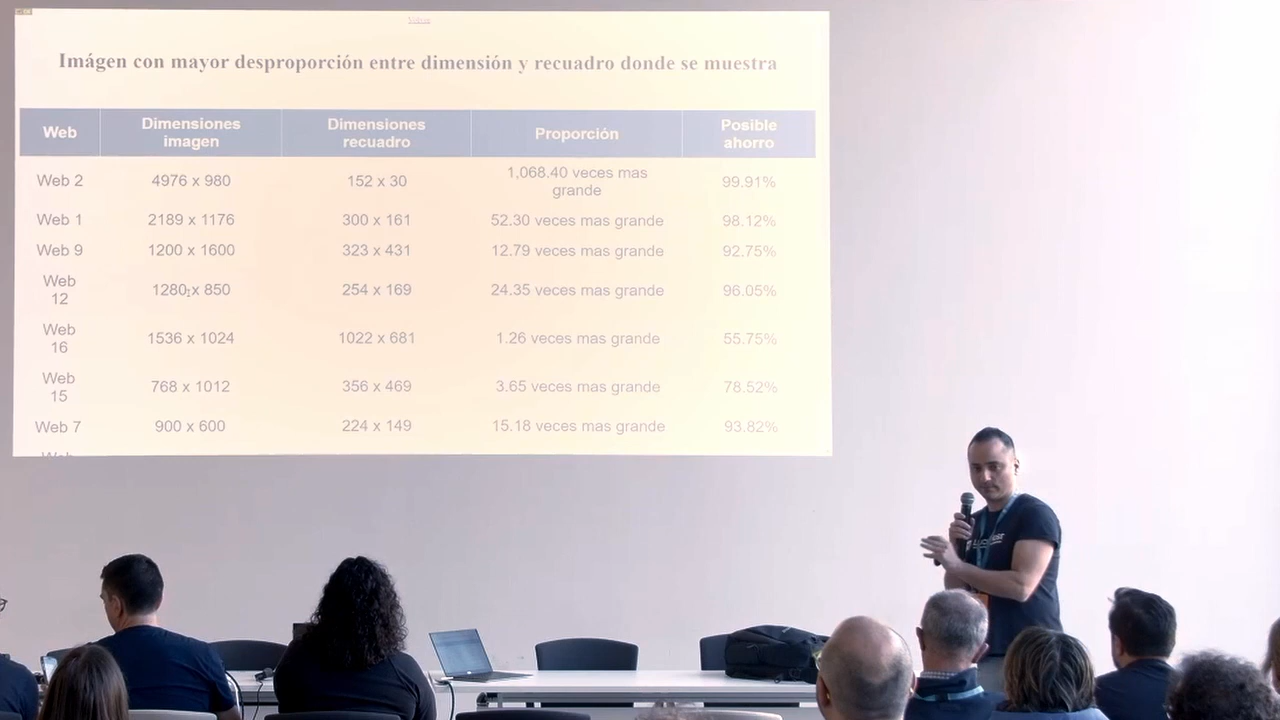 Imágen con mayor desproporción entre dimensión y recuadro donde se muestra
Web
Dimensiones
imagen
Dimensiones
recuadro
Proporción
Posible
ahorro
Web 2
4976 x 980
152 x 30
1,068.40 veces mas
grande
99.91%
Web 1
2189 x 1176
300 x 161
52.30 veces mas grande
98.12%
Web 9
1200 x 1600
323 x 431
12.79 veces mas grande
92.75%
Web
12
1280 x 850
254 x 169
24.35 veces mas grande
96.05%
Web
16
1536 x 1024
1022 x 681
1.26 veces mas grande
55.75%
Web
15
768 x 1012
356 x 469
3.65 veces mas grande
78.52%
Web 7
900 x 600
224 x 149
15.18 veces mas grande
93.82%